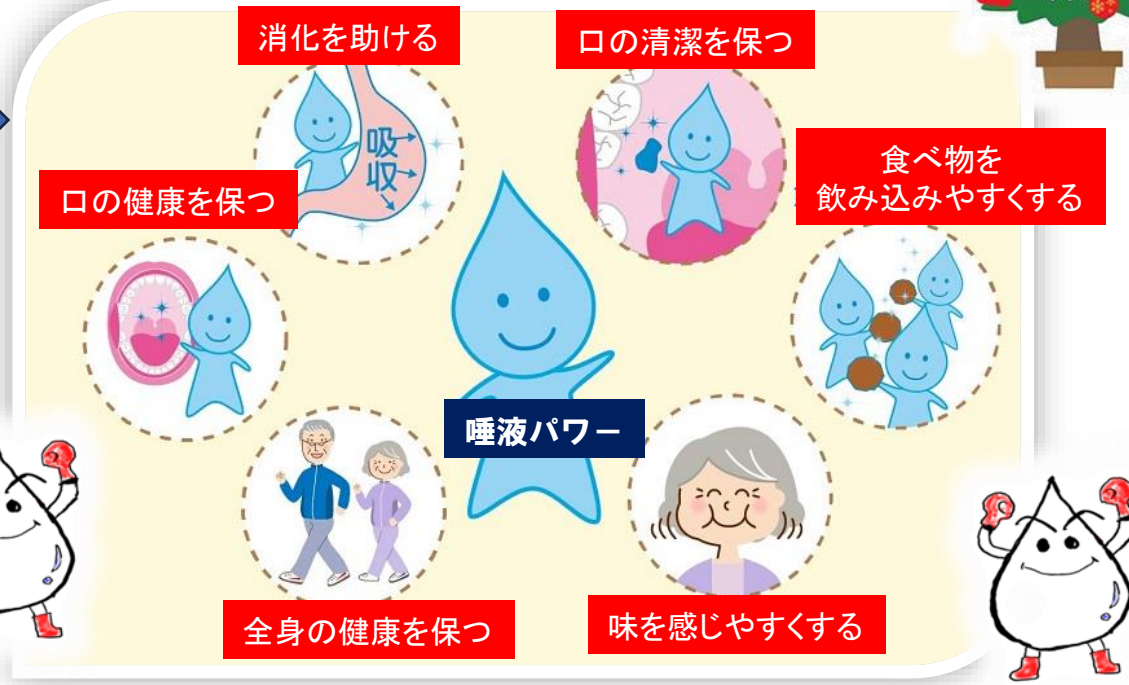 消化を助ける
口の清潔を保つ
吸収
食べ物を
飲み込みやすくする
口の健康を保つ
唾液パワー
全身の健康を保つ
味を感じやすくする